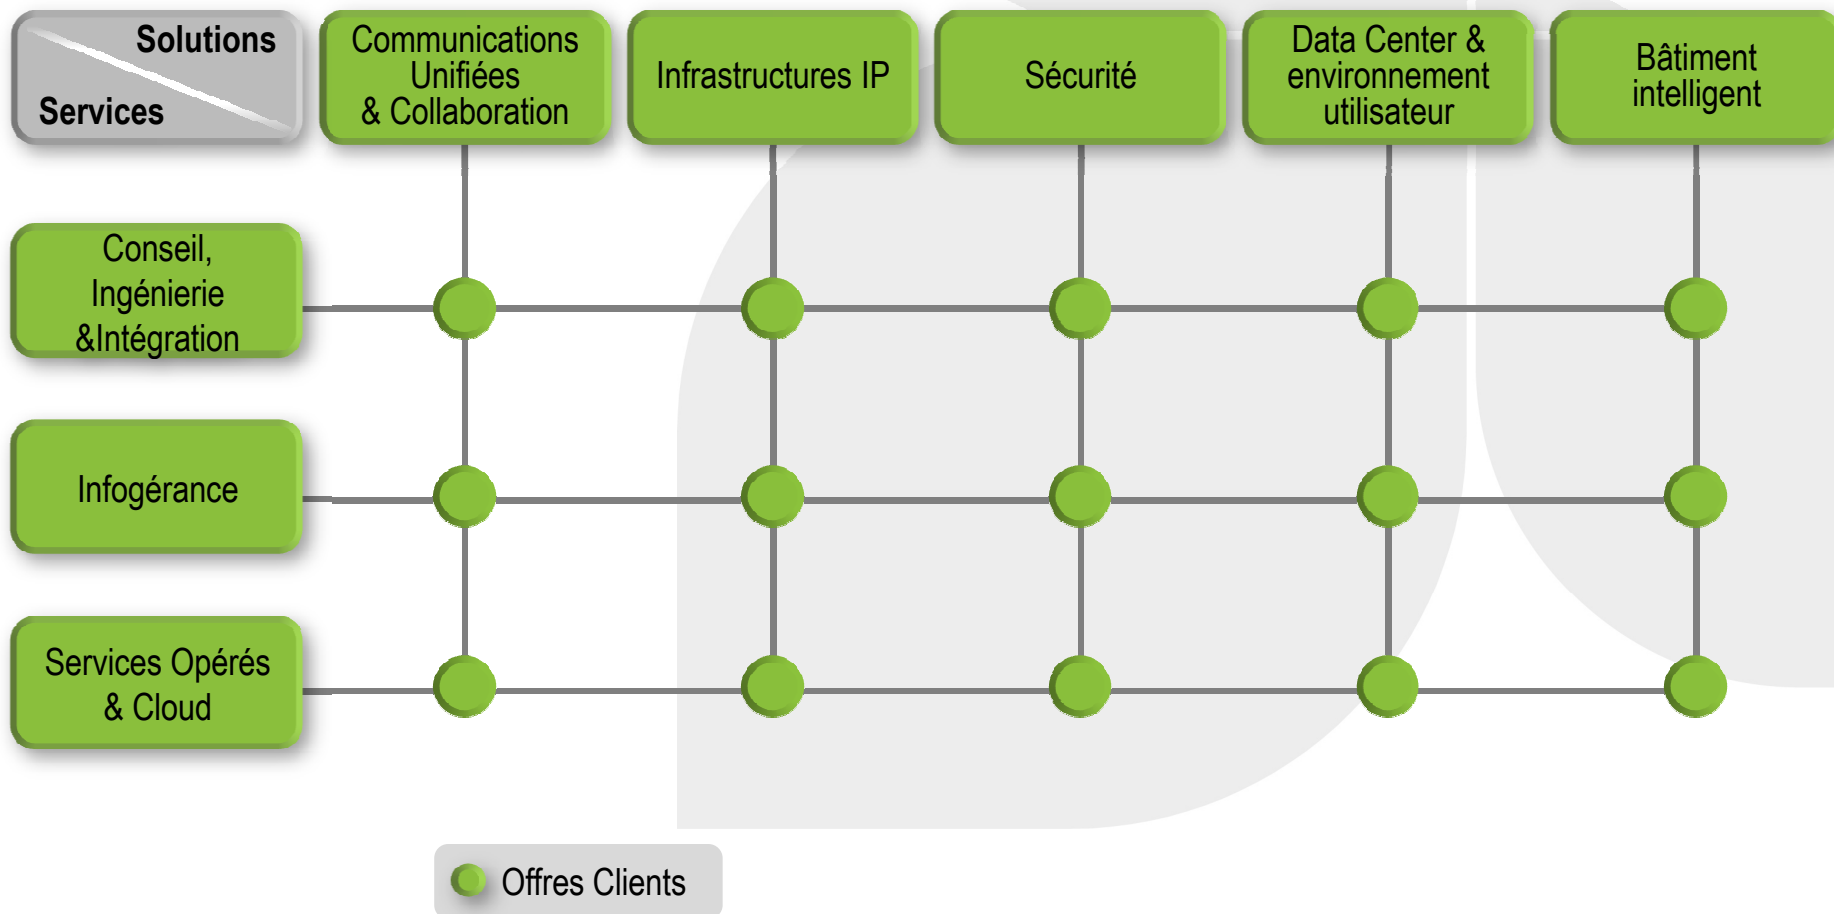 Solutions
Services
Communications
Unifiées
& Collaboration
Infrastructures IP
Sécurité
Data Center &
environnement
utilisateur
Bâtiment
intelligent
Conseil,
Ingénierie
&Intégration
Infogérance
Services Opérés
& Cloud
Offres Clients